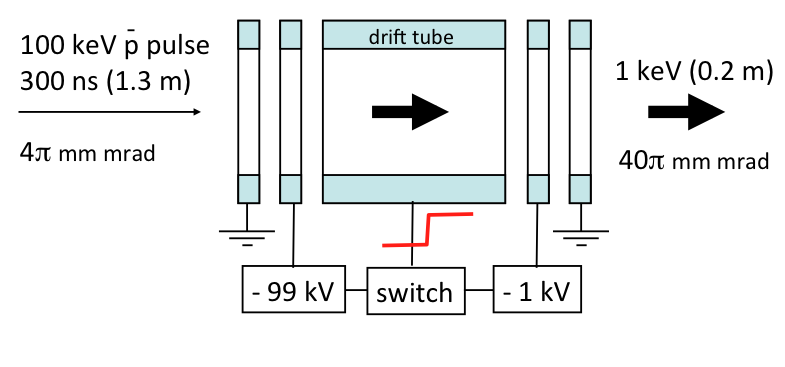 100 keV p̄ pulse
300 ns (1.3 m)
4π mm mrad
drift tube
1 keV (0.2 m)
40π mm mrad
- 99 kV
switch
- 1 kV